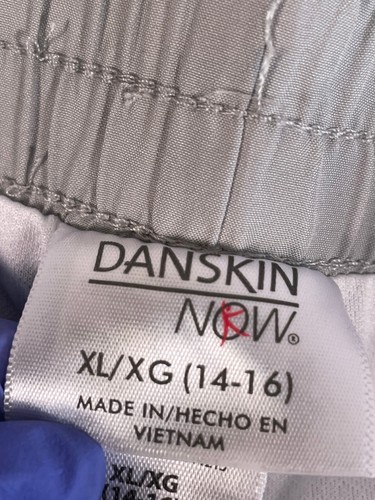 DANSKIN
NOW®
XL/XG (14-16)
MADE IN/HECHO EN
VIETNAM
XL/XG